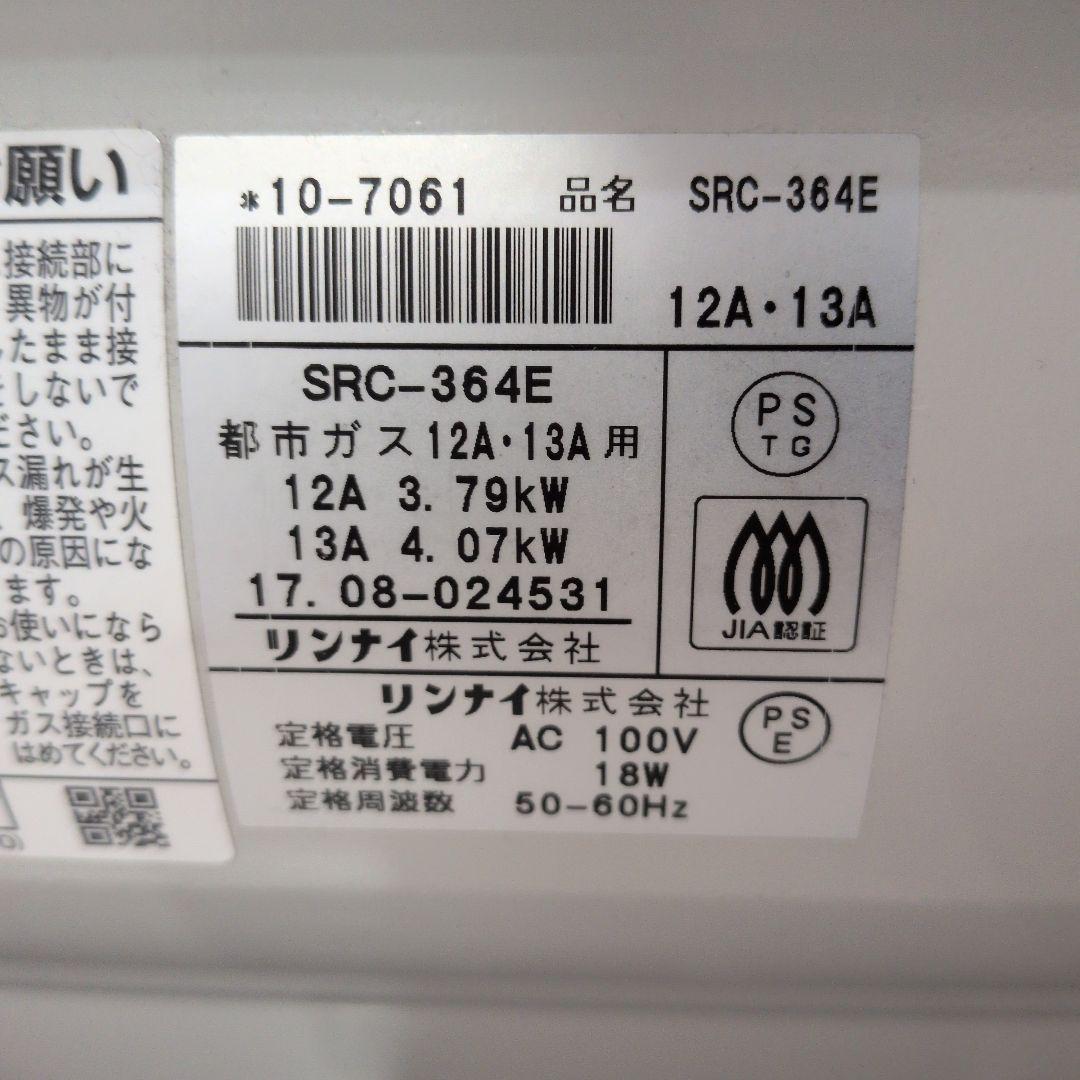 願い
接続部に
異物が付
したまま接
をしないで
ださい。
ス漏れが生
、爆発や火
の原因にな
ます。
お使いになら
ないときは、
キャップを
ガス接続口に
はめてください。
*10-7061 品名 SRC-364E
12A・13A
SRC-364E
都市ガス12A・13A用
12A 3.79kW
13A 4.07kW
17.08-024531
リンナイ株式会社
PS
TG
JIA認証
リンナイ株式会社
定格電圧 AC 100V
定格消費電力 18W
定格周波数 50-60Hz
PS
E